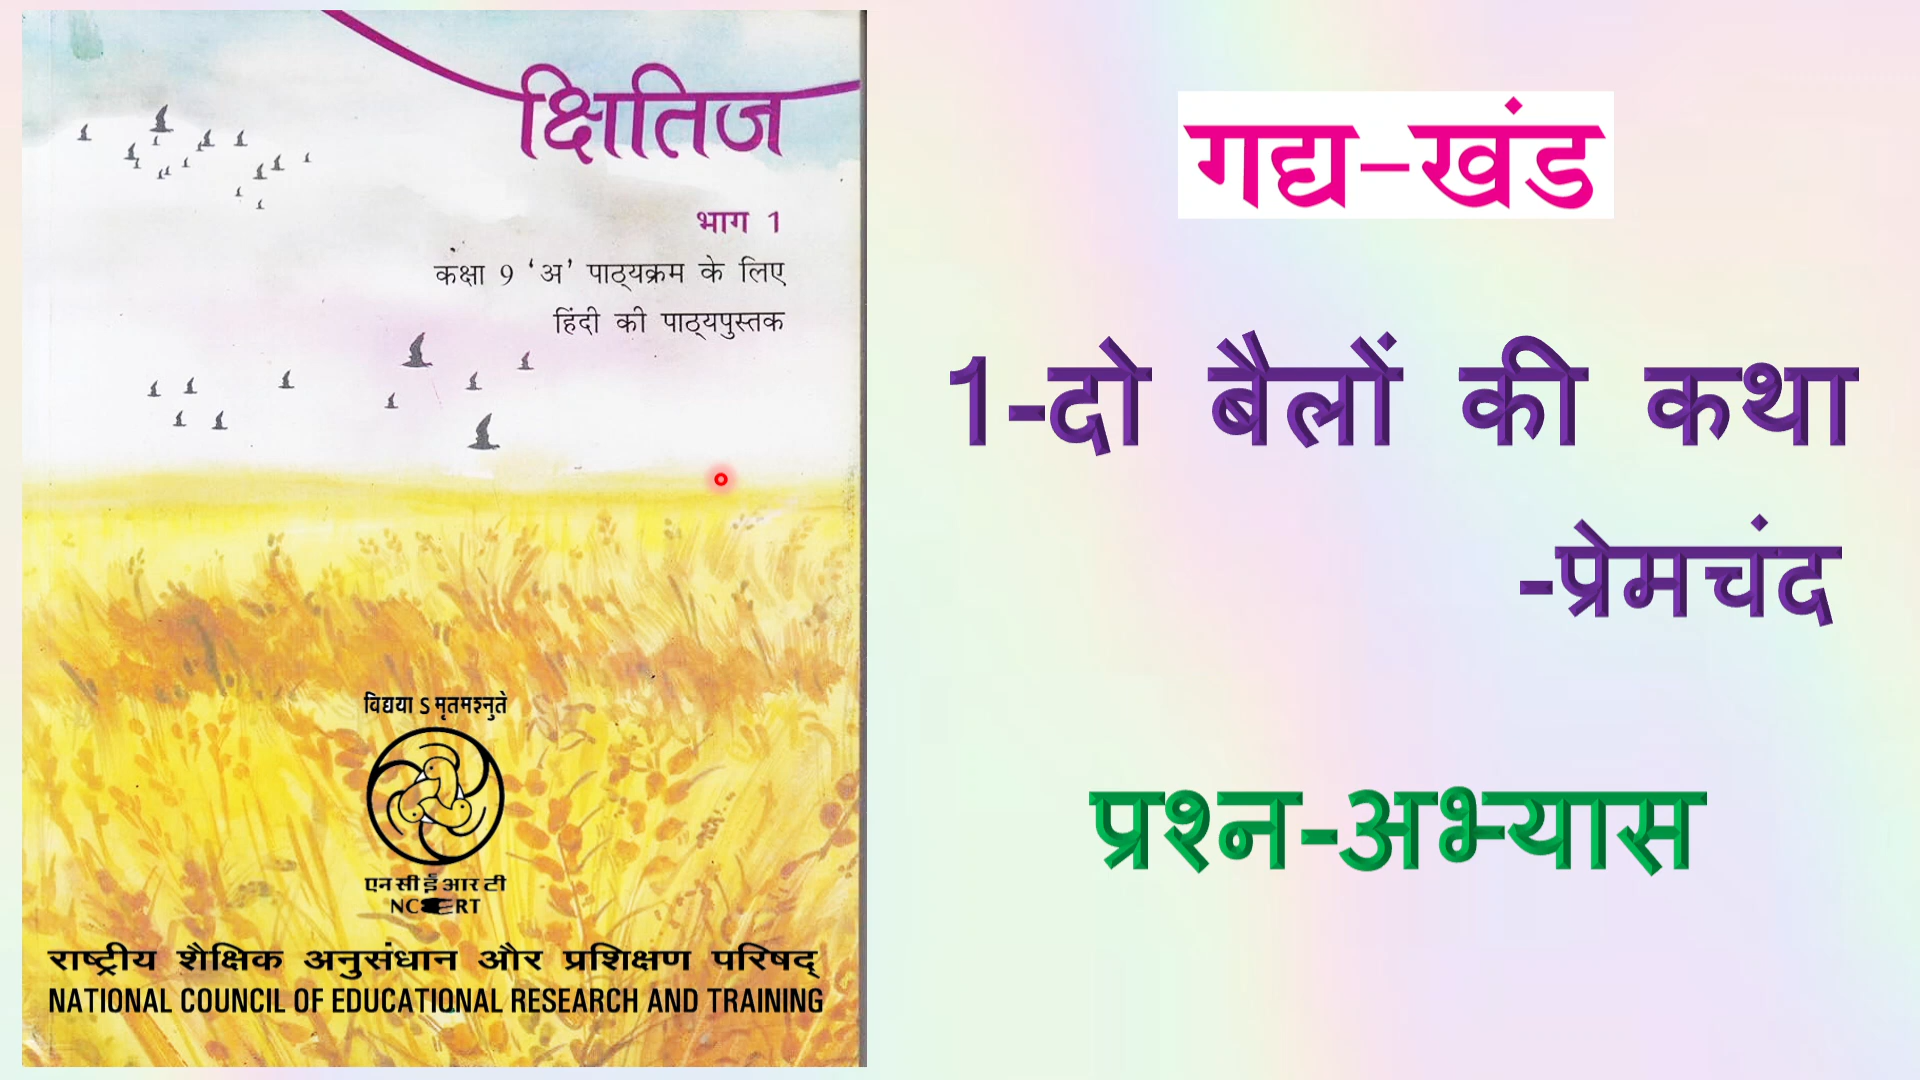 क्षितिज
भाग 1
कक्षा 9 ‘अ’ पाठ्यक्रम के लिए
हिंदी की पाठ्यपुस्तक
विद्यया ऽ मृतमश्नुते
एन सी ई आर टी
NCERT
राष्ट्रीय शैक्षिक अनुसंधान और प्रशिक्षण परिषद्
NATIONAL COUNCIL OF EDUCATIONAL RESEARCH AND TRAINING
गद्य–खंड
1-दो बैलों की कथा
-प्रेमचंद
प्रश्न-अभ्यास